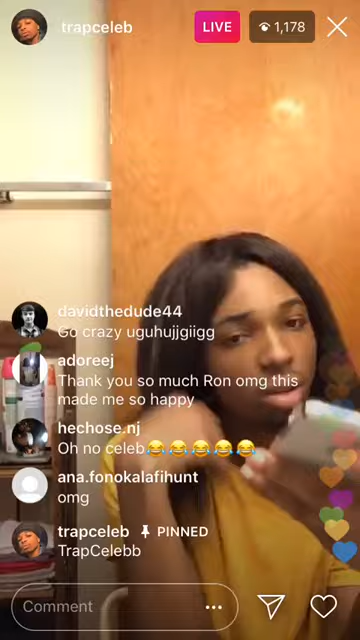 trapceleb
LIVE
1,178
davidthedude44
Go crazy uguhujjgiigg
adoreej
Thank you so much Ron omg this
made me so happy
hechose.nj
Oh no celeb😂😂😂😂😂
ana.fonokalafihunt
omg
trapceleb PINNED
TrapCelebb
Comment